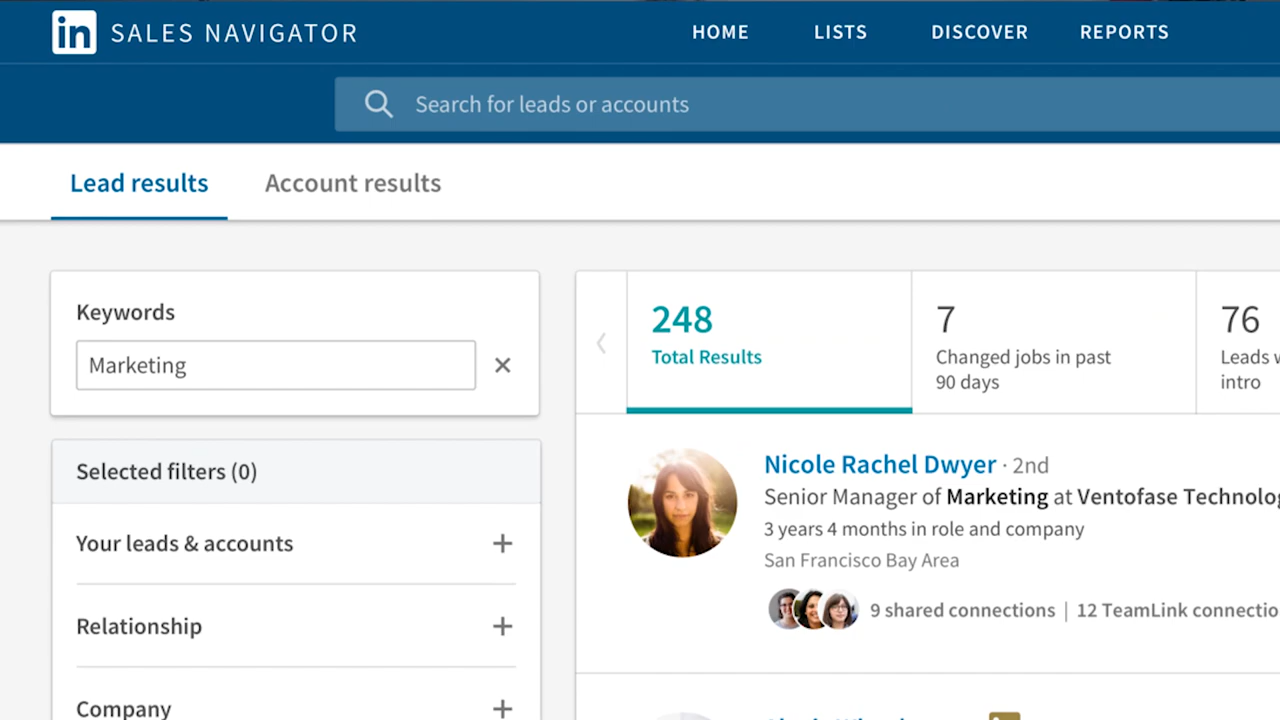 in SALES NAVIGATOR
HOME LISTS DISCOVER REPORTS
Search for leads or accounts
Lead results Account results
Keywords
Marketing
Selected filters (0)
Your leads & accounts
Relationship
Company
248
Total Results
7
Changed jobs in past
90 days
76
Leads
intro
Nicole Rachel Dwyer · 2nd
Senior Manager of Marketing at Ventofase
3 years 4 months in role and company
San Francisco Bay Area
9 shared connections | 12 TeamLink